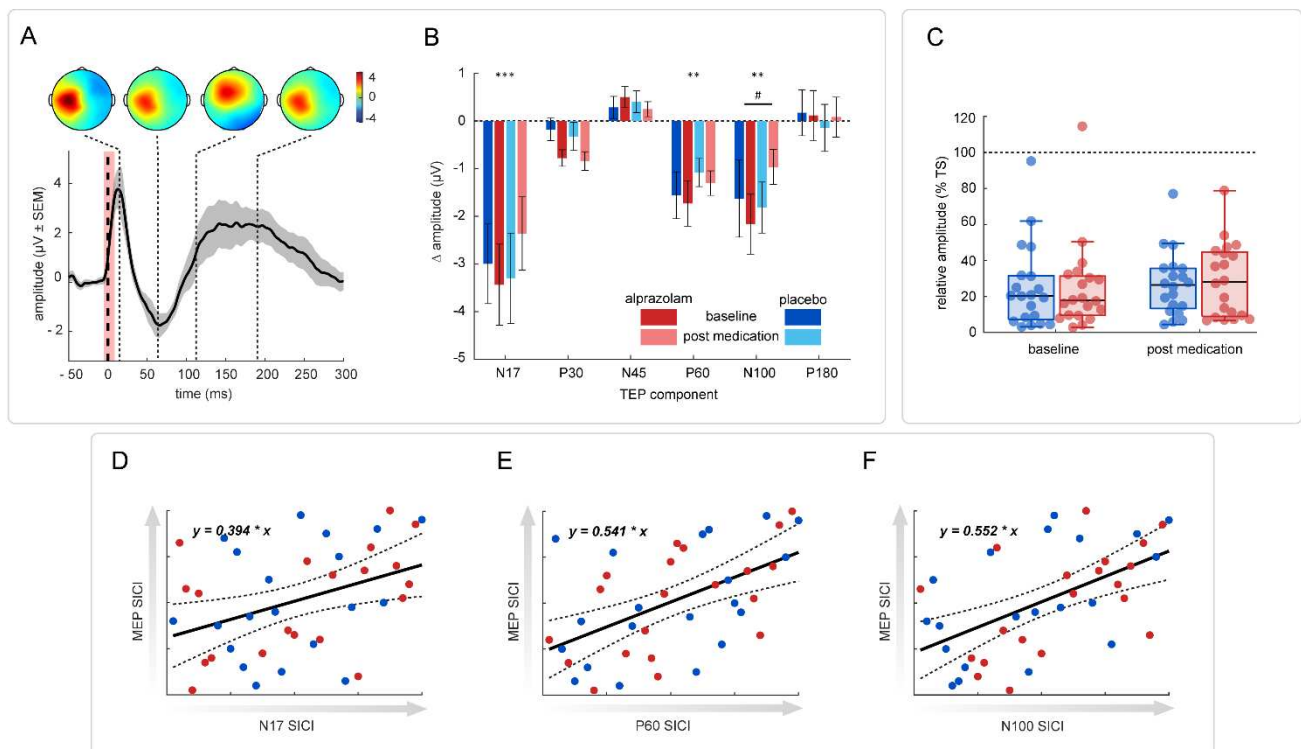 A
5
0
-4
amplitude (µV ± SEM)
4
2
0
- 2
- 50
0
50
100
150
200
250
300
time (ms)
B
1
0
-1
-2
-3
-4
-5
Δ amplitude (µV)
***
**
**
#
alprazolam
placebo
baseline
post medication
N17
P30
N45
P60
N100
P180
TEP component
C
120
100
80
60
40
20
0
relative amplitude (% TS)
baseline
post medication
D
y = 0.394 * x
MEP SICI
N17 SICI
E
y = 0.541 * x
MEP SICI
P60 SICI
F
y = 0.552 * x
MEP SICI
N100 SICI